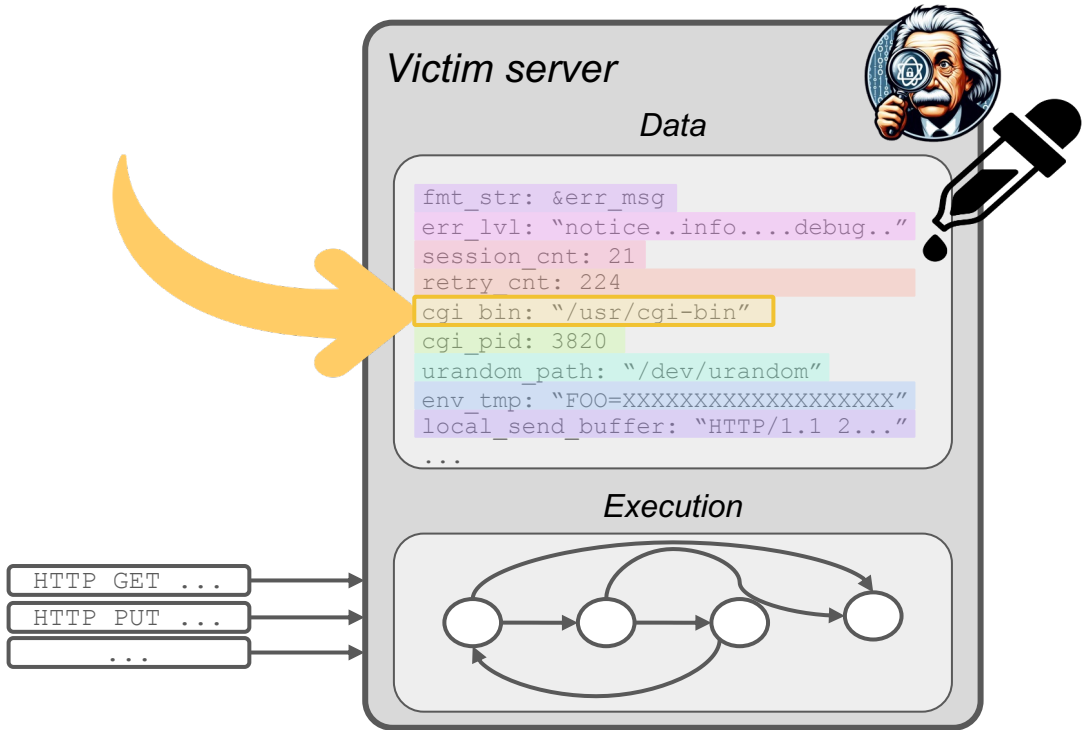 Victim server
Data
fmt_str: &err_msg
err_lvl: “notice..info....debug..”
session_cnt: 21
retry_cnt: 224
cgi_bin: “/usr/cgi-bin”
cgi_pid: 3820
urandom_path: “/dev/urandom”
env_tmp: “FOO=XXXXXXXXXXXXXXXXXXX”
local_send_buffer: “HTTP/1.1 2...”
...
Execution
HTTP GET ...
HTTP PUT ...
...